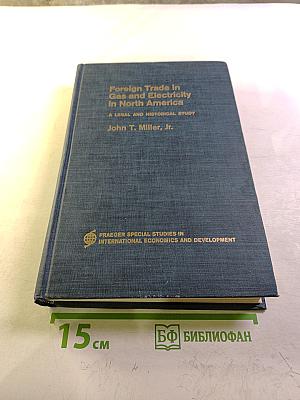 Foreign Trade in
Gas and Electricity
in North America
A LEGAL AND HISTORICAL STUDY
John T. Miller, Jr.
PRAEGER SPECIAL STUDIES IN
INTERNATIONAL ECONOMICS AND DEVELOPMENT
15 см
БФ БИБЛИОФАН